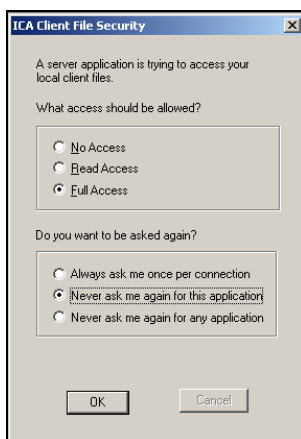 ICA Client File Security
A server application is trying to access your
local client files.
What access should be allowed?
No Access
Read Access
Full Access
Do you want to be asked again?
Always ask me once per connection
Never ask me again for this application
Never ask me again for any application
OK
Cancel